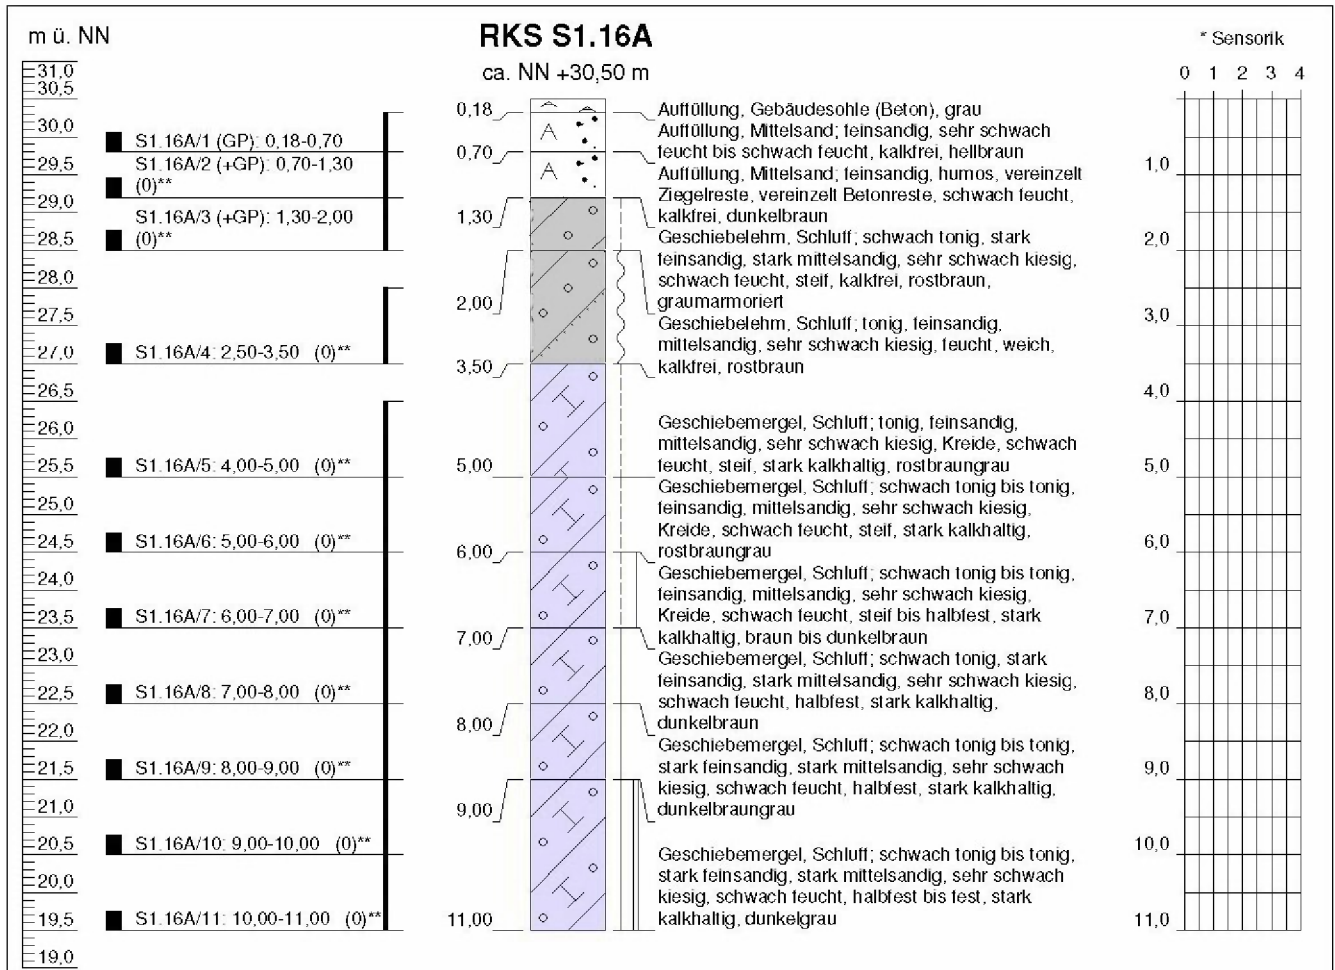 m ü. NN
RKS S1.16A
ca. NN +30,50 m
* Sensorik
0 1 2 3 4
31,0
30,5
30,0
29,5
29,0
28,5
28,0
27,5
27,0
26,5
26,0
25,5
25,0
24,5
24,0
23,5
23,0
22,5
22,0
21,5
21,0
20,5
20,0
19,5
19,0
S1.16A/1 (GP): 0,18-0,70
S1.16A/2 (+GP): 0,70-1,30
(0)**
S1.16A/3 (+GP): 1,30-2,00
(0)**
S1.16A/4: 2,50-3,50 (0)**
S1.16A/5: 4,00-5,00 (0)**
S1.16A/6: 5,00-6,00 (0)**
S1.16A/7: 6,00-7,00 (0)**
S1.16A/8: 7,00-8,00 (0)**
S1.16A/9: 8,00-9,00 (0)**
S1.16A/10: 9,00-10,00 (0)**
S1.16A/11: 10,00-11,00 (0)**
0,18
0,70
1,30
2,00
3,50
5,00
6,00
7,00
8,00
9,00
11,00
A
A
Auffüllung, Gebäudesohle (Beton), grau
Auffüllung, Mittelsand; feinsandig, sehr schwach
feucht bis schwach feucht, kalkfrei, hellbraun
Auffüllung, Mittelsand; feinsandig, humos, vereinzelt
Ziegelreste, vereinzelt Betonreste, schwach feucht,
kalkfrei, dunkelbraun
Geschiebelehm, Schluff; schwach tonig, stark
feinsandig, stark mittelsandig, sehr schwach kiesig,
schwach feucht, steif, kalkfrei, rostbraun,
graumarmoriert
Geschiebelehm, Schluff; tonig, feinsandig,
mittelsandig, sehr schwach kiesig, feucht, weich,
kalkfrei, rostbraun
Geschiebemergel, Schluff; tonig, feinsandig,
mittelsandig, sehr schwach kiesig, Kreide, schwach
feucht, steif, stark kalkhaltig, rostbraungrau
Geschiebemergel, Schluff; schwach tonig bis tonig,
feinsandig, mittelsandig, sehr schwach kiesig,
Kreide, schwach feucht, steif, stark kalkhaltig,
rostbraungrau
Geschiebemergel, Schluff; schwach tonig bis tonig,
feinsandig, mittelsandig, sehr schwach kiesig,
Kreide, schwach feucht, steif bis halbfest, stark
kalkhaltig, braun bis dunkelbraun
Geschiebemergel, Schluff; schwach tonig, stark
feinsandig, stark mittelsandig, sehr schwach kiesig,
schwach feucht, halbfest, stark kalkhaltig,
dunkelbraun
Geschiebemergel, Schluff; schwach tonig bis tonig,
stark feinsandig, stark mittelsandig, sehr schwach
kiesig, schwach feucht, halbfest, stark kalkhaltig,
dunkelbraungrau
Geschiebemergel, Schluff; schwach tonig bis tonig,
stark feinsandig, stark mittelsandig, sehr schwach
kiesig, schwach feucht, halbfest bis fest, stark
kalkhaltig, dunkelgrau
1,0
2,0
3,0
4,0
5,0
6,0
7,0
8,0
9,0
10,0
11,0